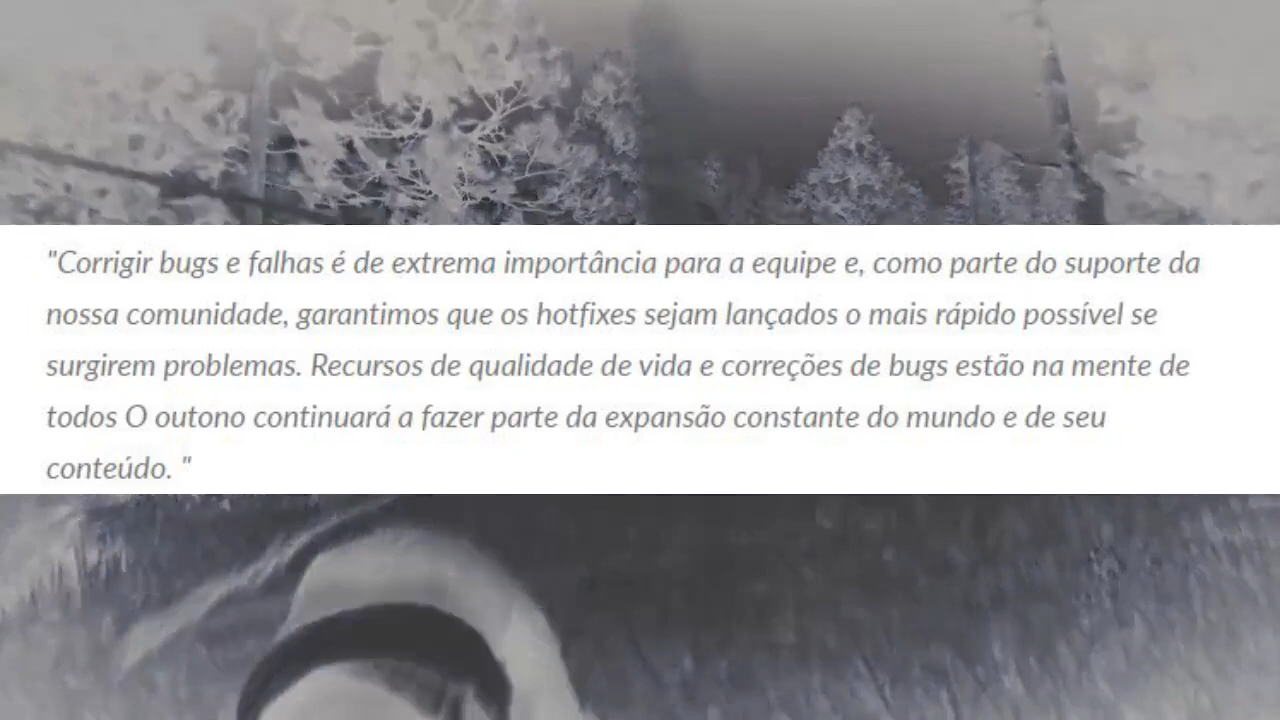 "Corrigir bugs e falhas é de extrema importância para a equipe e, como parte do suporte da
nossa comunidade, garantimos que os hotfixes sejam lançados o mais rápido possível se
surgirem problemas. Recursos de qualidade de vida e correções de bugs estão na mente de
todos O outono continuará a fazer parte da expansão constante do mundo e de seu
conteúdo. "